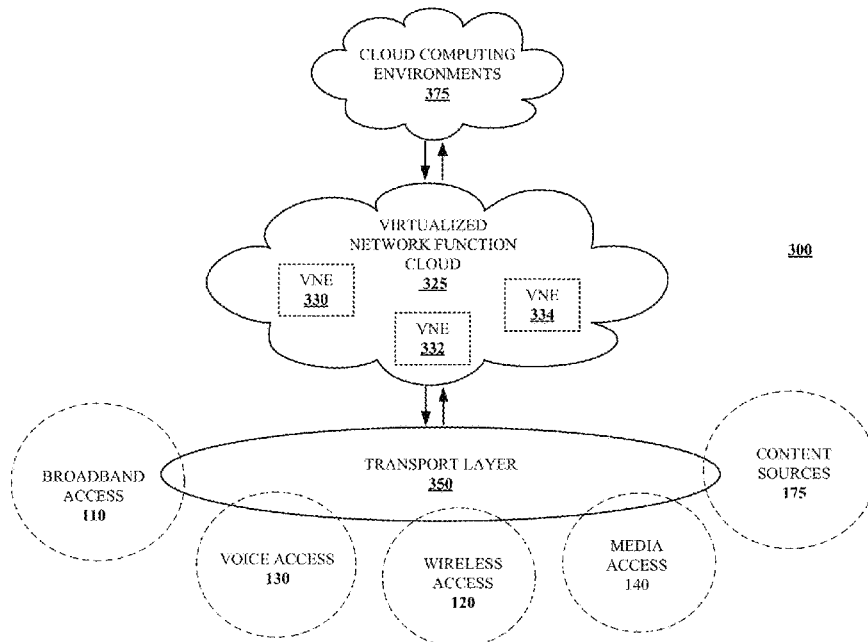 CLOUD COMPUTING
ENVIRONMENTS
375
VIRTUALIZED
NETWORK FUNCTION
CLOUD
325
VNE
330
VNE
332
VNE
334
300
TRANSPORT LAYER
350
BROADBAND
ACCESS
110
VOICE ACCESS
130
WIRELESS
ACCESS
120
MEDIA
ACCESS
140
CONTENT
SOURCES
175